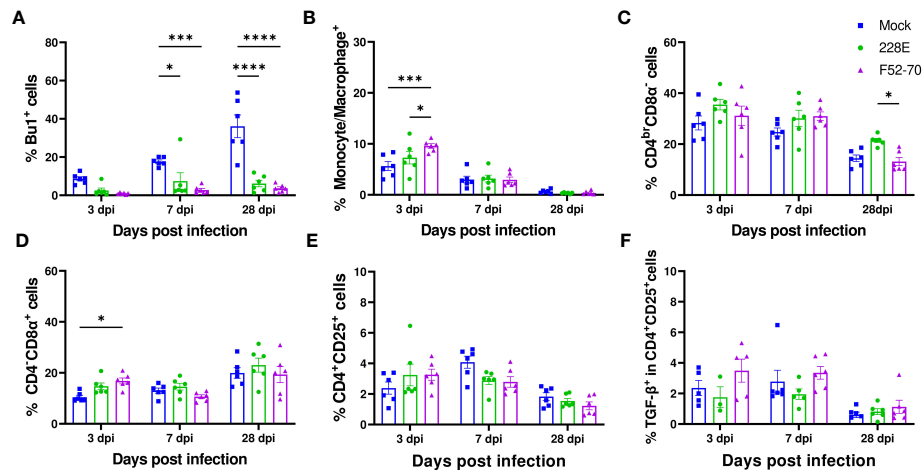 A
B
C
Mock
228E
F52-70
% Bu1⁺ cells
80
60
40
20
0
*
***
****
****
3 dpi 7 dpi 28 dpi
Days post infection
% Monocyte/Macrophage⁺
30
20
10
0
***
*
3 dpi 7 dpi 28 dpi
Days post infection
% CD4ᵇʳCD8α⁻ cells
60
40
20
0
*
3 dpi 7 dpi 28dpi
Days post infection
D
E
F
% CD4⁻CD8α⁺ cells
60
40
20
0
*
3 dpi 7 dpi 28 dpi
Days post infection
% CD4⁺CD25⁺ cells
10
8
6
4
2
0
3 dpi 7 dpi 28 dpi
Days post infection
% TGF-β⁺ in CD4⁺CD25⁺cells
10
8
6
4
2
0
3 dpi 7 dpi 28 dpi
Days post infection